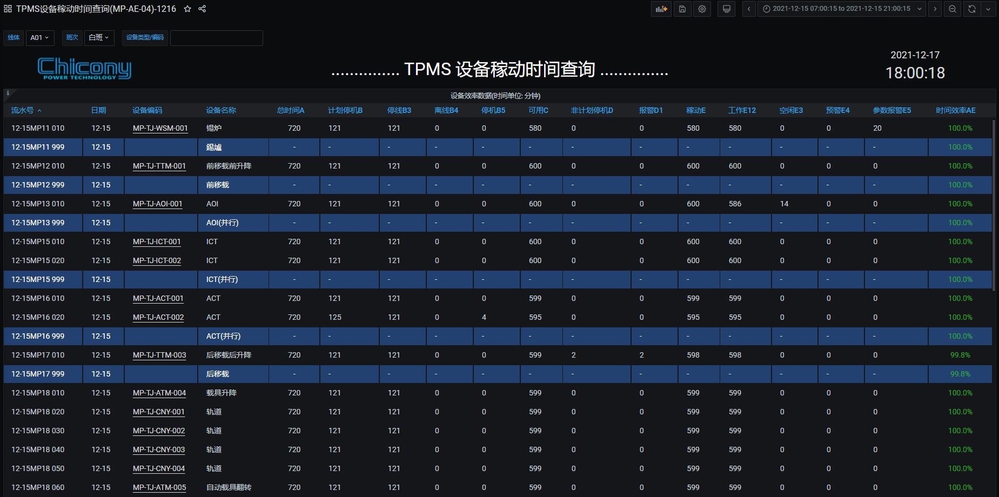 TPMS设备稼动时间查询(MP-AE-04)-1216
2021-12-15 07:00:15 to 2021-12-15 21:00:15
线体 A01 班次 白班 设备类型/编码
Chicony
POWER TECHNOLOGY
............... TPMS 设备稼动时间查询 ...............
2021-12-17
18:00:18
设备效率数据(时间单位: 分钟)
流水号 日期 设备编码 设备名称 总时间A 计划停机B 停线B3 离线B4 停机B5 可用C 非计划停机D 报警D1 稼动E 工作E12 空闲E3 预警E4 参数报警E5 时间效率AE
12-15MP11 010 12-15 MP-TJ-WSM-001 锡炉 720 121 121 0 0 580 0 0 580 580 0 0 20 100.0%
12-15MP11 999 12-15 錫爐 - - - - - - - - - - - - - 100.0%
12-15MP12 010 12-15 MP-TJ-TTM-001 前移载前升降 720 121 121 0 0 600 0 0 600 600 0 0 0 100.0%
12-15MP12 999 12-15 前移载 - - - - - - - - - - - - - 100.0%
12-15MP13 010 12-15 MP-TJ-AOI-001 AOI 720 121 121 0 0 600 0 0 600 586 14 0 0 100.0%
12-15MP13 999 12-15 AOI(并行) - - - - - - - - - - - - - 100.0%
12-15MP15 010 12-15 MP-TJ-ICT-001 ICT 720 121 121 0 0 600 0 0 600 600 0 0 0 100.0%
12-15MP15 020 12-15 MP-TJ-ICT-002 ICT 720 121 121 0 0 600 0 0 600 600 0 0 0 100.0%
12-15MP15 999 12-15 ICT(并行) - - - - - - - - - - - - - 100.0%
12-15MP16 010 12-15 MP-TJ-ACT-001 ACT 720 121 121 0 0 599 0 0 599 599 0 0 0 100.0%
12-15MP16 020 12-15 MP-TJ-ACT-002 ACT 720 125 121 0 4 595 0 0 595 595 0 0 0 100.0%
12-15MP16 999 12-15 ACT(并行) - - - - - - - - - - - - - 100.0%
12-15MP17 010 12-15 MP-TJ-TTM-003 后移载后升降 720 121 121 0 0 599 2 2 598 598 0 0 0 99.8%
12-15MP17 999 12-15 后移载 - - - - - - - - - - - - - 99.8%
12-15MP18 010 12-15 MP-TJ-ATM-004 载具升降 720 121 121 0 0 599 0 0 599 599 0 0 0 100.0%
12-15MP18 020 12-15 MP-TJ-CNY-001 轨道 720 121 121 0 0 599 0 0 599 599 0 0 0 100.0%
12-15MP18 030 12-15 MP-TJ-CNY-002 轨道 720 121 121 0 0 599 0 0 599 599 0 0 0 100.0%
12-15MP18 040 12-15 MP-TJ-CNY-003 轨道 720 121 121 0 0 599 0 0 599 599 0 0 0 100.0%
12-15MP18 050 12-15 MP-TJ-CNY-004 轨道 720 121 121 0 0 599 0 0 599 599 0 0 0 100.0%
12-15MP18 060 12-15 MP-TJ-ATM-005 自动载具翻转 720 121 121 0 0 599 0 0 599 599 0 0 0 100.0%